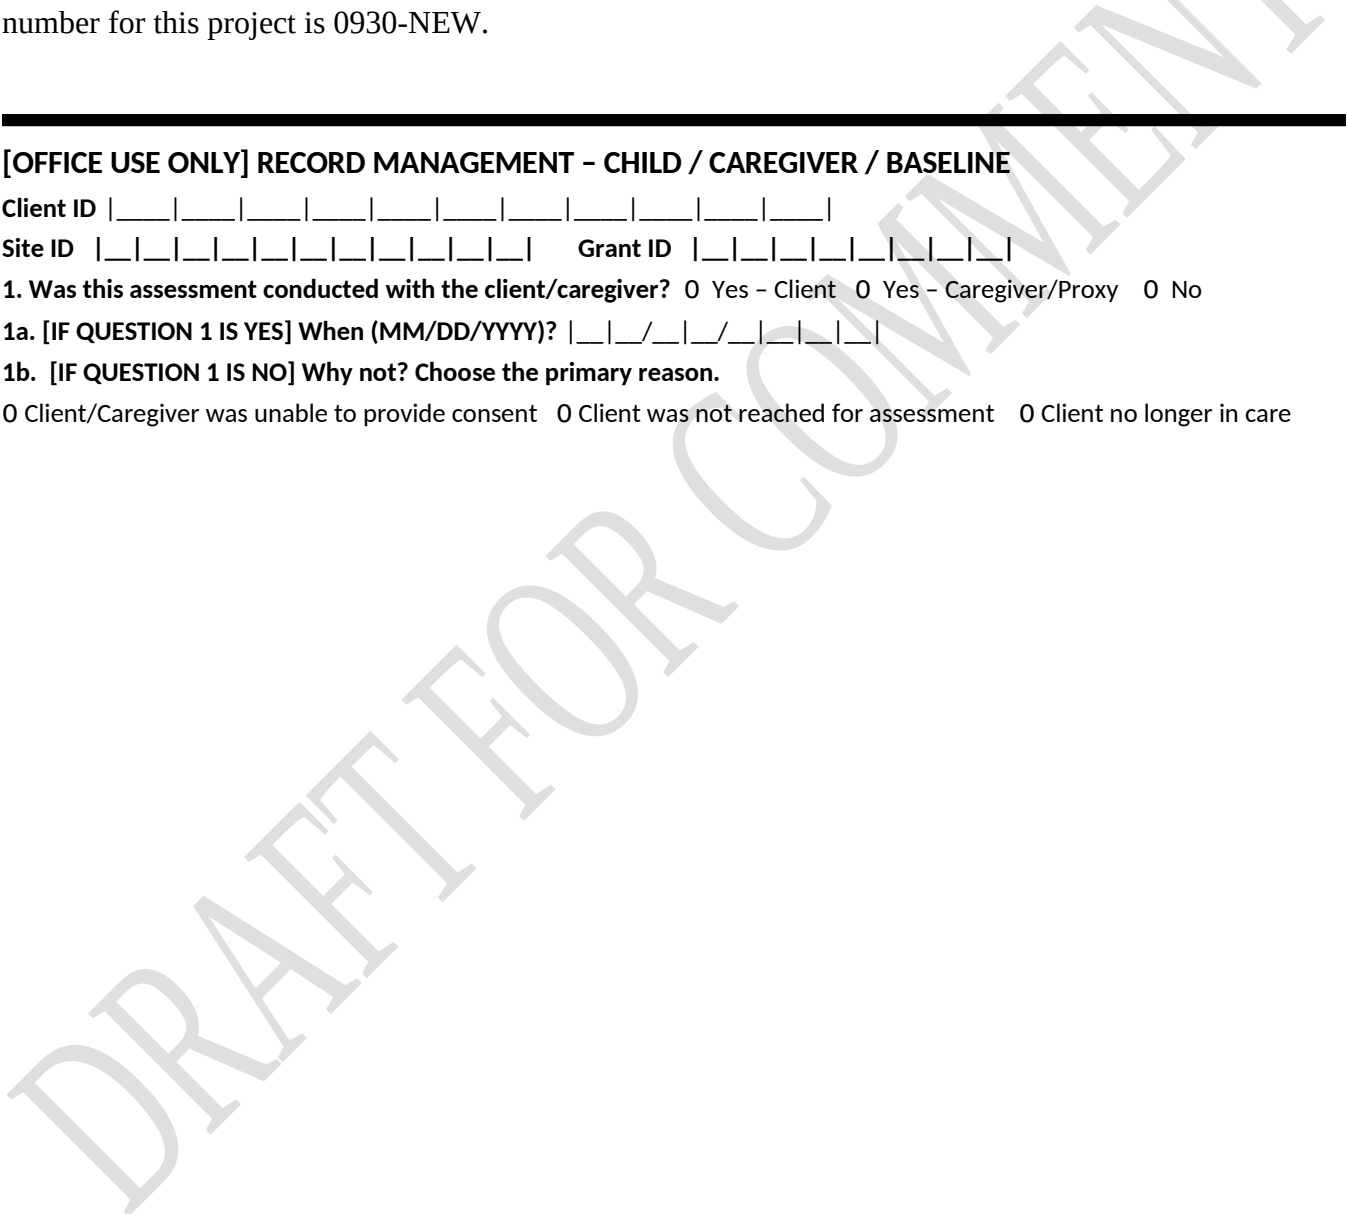 number for this project is 0930-NEW.
[OFFICE USE ONLY] RECORD MANAGEMENT – CHILD / CAREGIVER / BASELINE
Client ID |____|____|____|____|____|____|____|____|____|____|____|
Site ID |__|__|__|__|__|__|__|__|__|__|__| Grant ID |__|__|__|__|__|__|__|__|
1. Was this assessment conducted with the client/caregiver? O Yes – Client O Yes – Caregiver/Proxy O No
1a. [IF QUESTION 1 IS YES] When (MM/DD/YYYY)? |__|__/__|__/__|__|__|__|
1b. [IF QUESTION 1 IS NO] Why not? Choose the primary reason.
O Client/Caregiver was unable to provide consent O Client was not reached for assessment O Client no longer in care
DRAFT FOR COMMENT